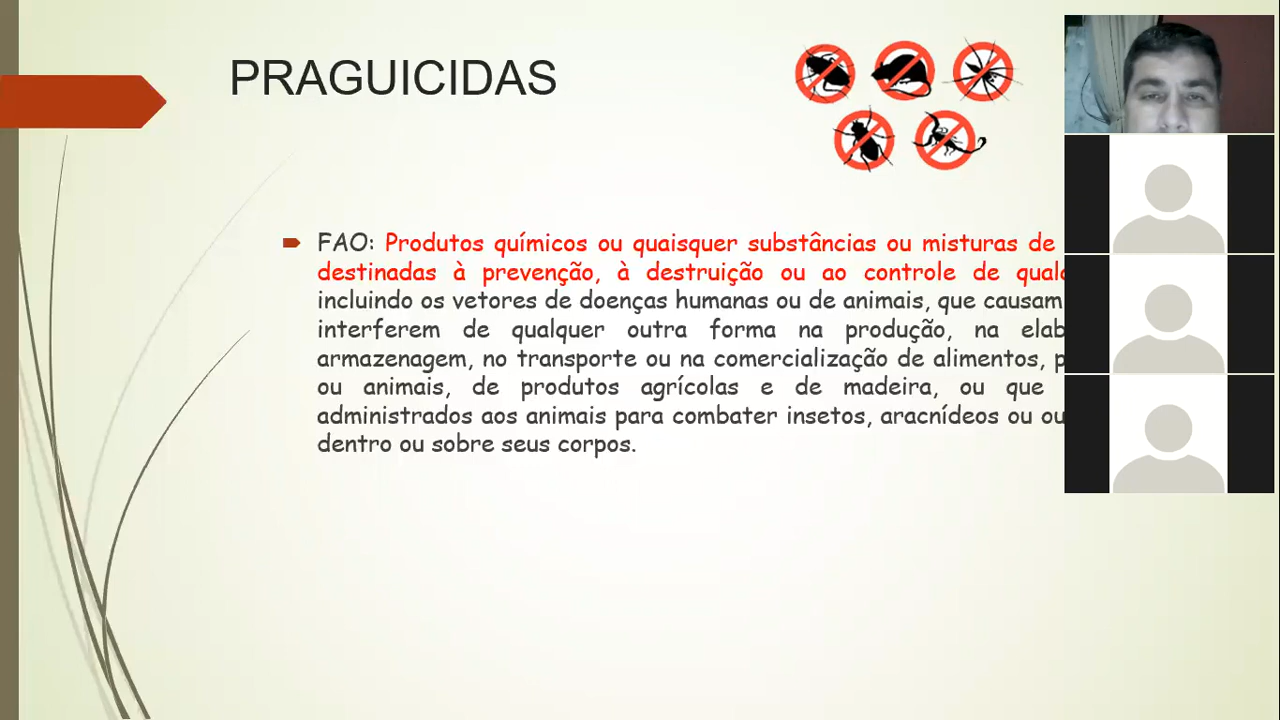 PRAGUICIDAS
FAO: Produtos químicos ou quaisquer substâncias ou misturas de
destinadas à prevenção, à destruição ou ao controle de
incluindo os vetores de doenças humanas ou de animais, que causam
interferem de qualquer outra forma na produção, na
armazenagem, no transporte ou na comercialização de alimentos,
ou animais, de produtos agrícolas e de madeira, ou que
administrados aos animais para combater insetos, aracnídeos ou
dentro ou sobre seus corpos.